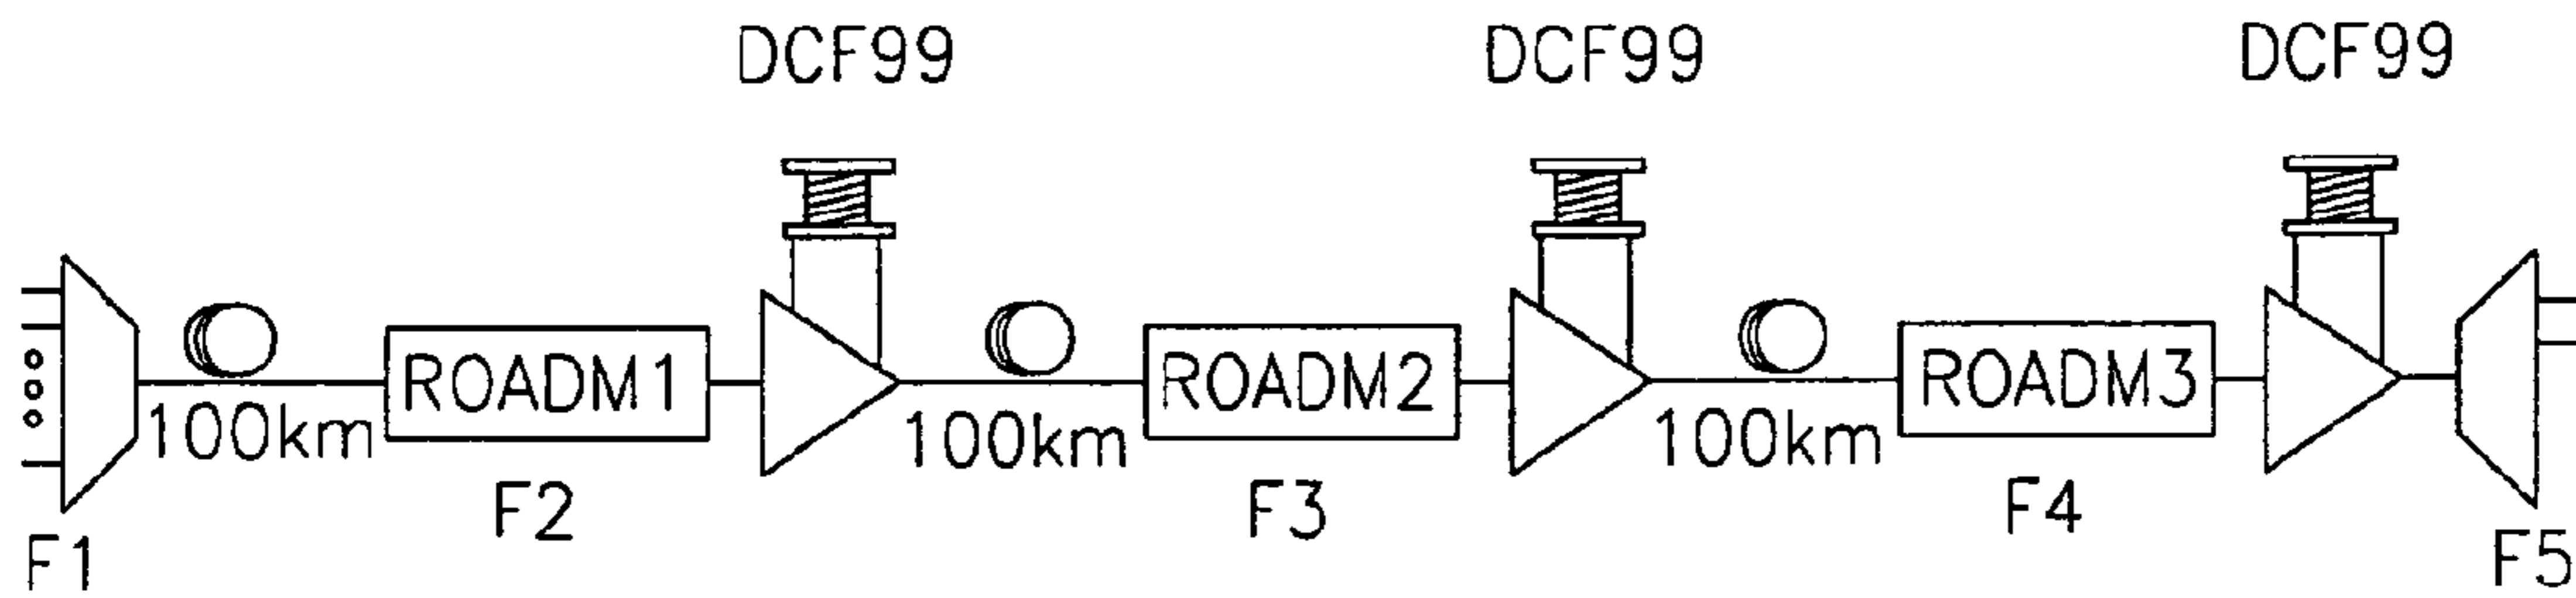 DCF99 DCF99 DCF99
ROADM1 ROADM2 ROADM3
100km 100km 100km
F2 F3 F4
F1 F5